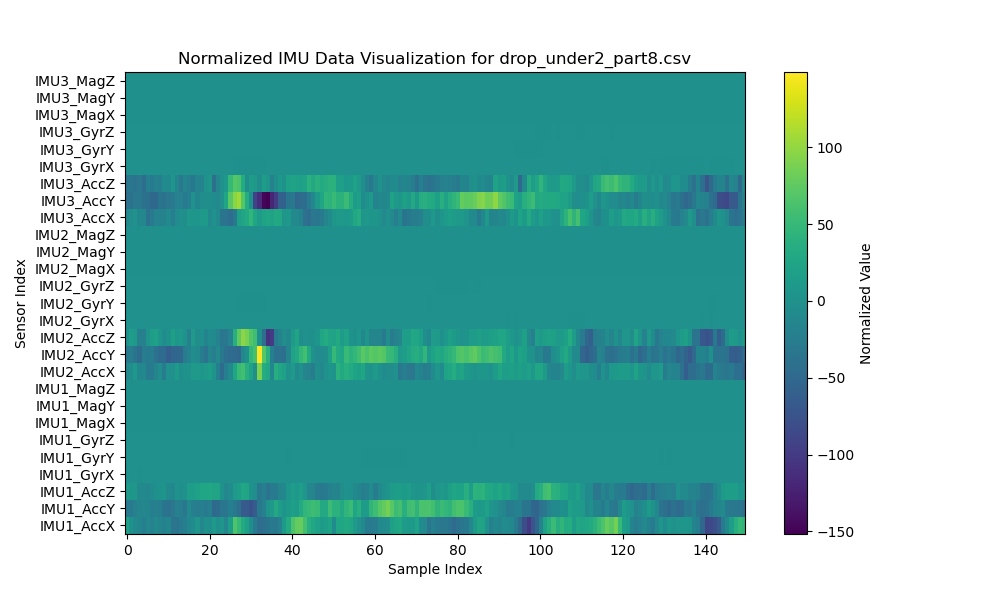 Normalized IMU Data Visualization for drop_under2_part8.csv
IMU3_MagZ
IMU3_MagY
IMU3_MagX
IMU3_GyrZ
IMU3_GyrY
IMU3_GyrX
IMU3_AccZ
IMU3_AccY
IMU3_AccX
IMU2_MagZ
IMU2_MagY
IMU2_MagX
IMU2_GyrZ
IMU2_GyrY
IMU2_GyrX
IMU2_AccZ
IMU2_AccY
IMU2_AccX
IMU1_MagZ
IMU1_MagY
IMU1_MagX
IMU1_GyrZ
IMU1_GyrY
IMU1_GyrX
IMU1_AccZ
IMU1_AccY
IMU1_AccX
Sensor Index
0 20 40 60 80 100 120 140
Sample Index
100
50
0
−50
−100
−150
Normalized Value